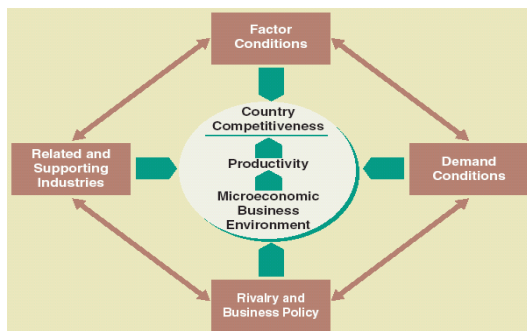 Factor
Conditions
Country
Competitiveness
Related and
Supporting
Industries
Productivity
Demand
Conditions
Microeconomic
Business
Environment
Rivalry and
Business Policy